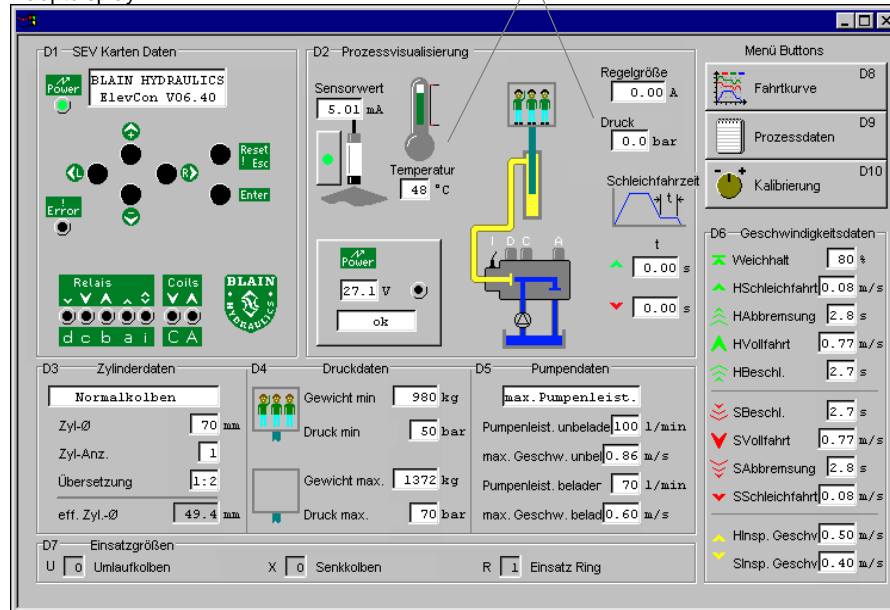 D1 SEV Karten Daten
Power
BLAIN HYDRAULICS
ElevCon V06.40
L
R
Reset
! Esc
Enter
!
Error
Relais
Coils
d c b a i
C A
BLAIN
HYDRAULICS
D2 Prozessvisualisierung
Sensorwert
5.01 mA
Temperatur
48 °C
Power
27.1 V
ok
Regelgröße
0.00 A
Druck
0.0 bar
Schleichfahrzeit
t
t
0.00 s
0.00 s
I D C A
Menü Buttons
Fahrtkurve D8
Prozessdaten D9
Kalibrierung D10
D3 Zylinderdaten
Normalkolben
Zyl-Ø 70 mm
Zyl-Anz. 1
Übersetzung 1:2
eff. Zyl.-Ø 49.4 mm
D4 Druckdaten
Gewicht min 980 kg
Druck min 50 bar
Gewicht max. 1372 kg
Druck max. 70 bar
D5 Pumpendaten
max.Pumpenleist.
Pumpenleist. unbelade 100 l/min
max. Geschw. unbel 0.86 m/s
Pumpenleist. belader 70 l/min
max. Geschw. belad 0.60 m/s
D6 Geschwindigkeitsdaten
Weichhalt 80 %
HSchleichfahrt 0.08 m/s
HAbbremsung 2.8 s
HVollfahrt 0.77 m/s
HBeschl. 2.7 s
SBeschl. 2.7 s
SVollfahrt 0.77 m/s
SAbbremsung 2.8 s
SSchleichfahrt 0.08 m/s
HInsp. Geschw 0.50 m/s
SInsp. Geschw 0.40 m/s
D7 Einsatzgrößen
U 0 Umlaufkolben
X 0 Senkkolben
R 1 Einsatz Ring